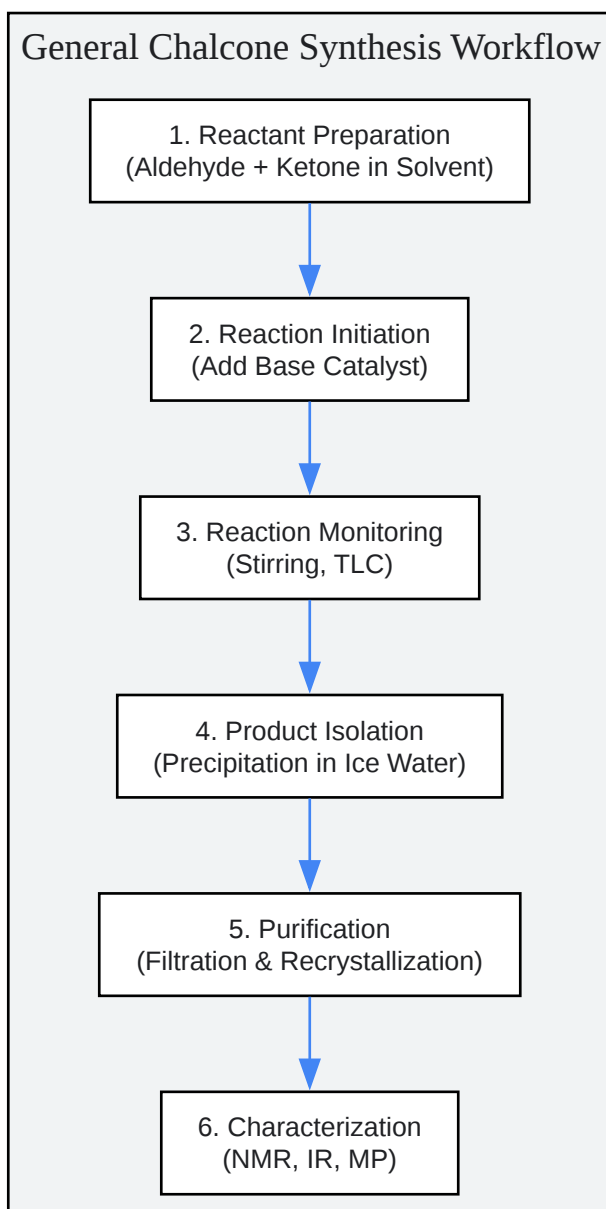 General Chalcone Synthesis Workflow
1. Reactant Preparation
(Aldehyde + Ketone in Solvent)
2. Reaction Initiation
(Add Base Catalyst)
3. Reaction Monitoring
(Stirring, TLC)
4. Product Isolation
(Precipitation in Ice Water)
5. Purification
(Filtration & Recrystallization)
6. Characterization
(NMR, IR, MP)